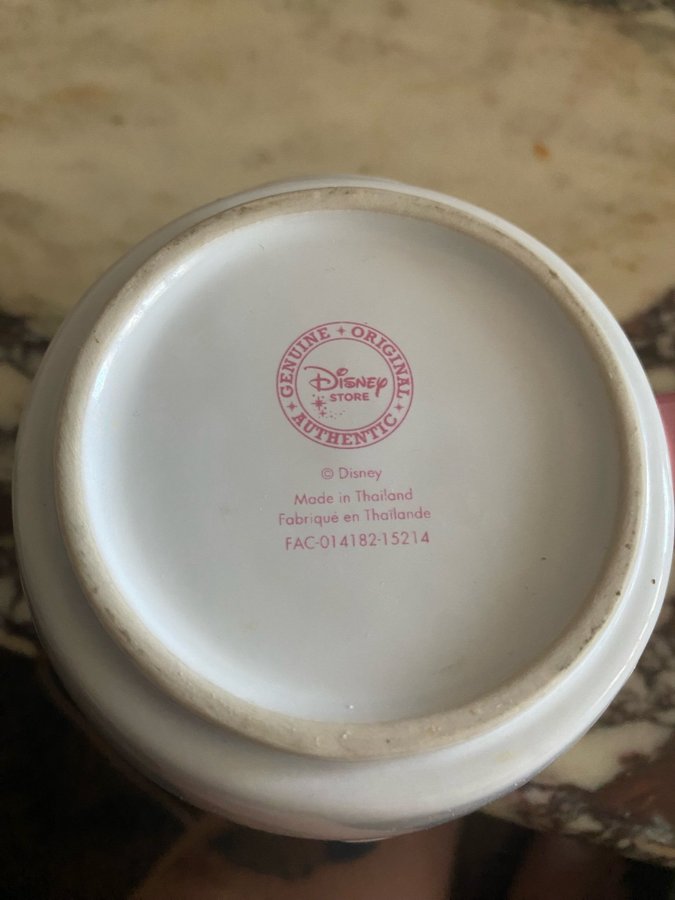 GENUINE ✦ ORIGINAL ✦ AUTHENTIC ✦
Disney
STORE
© Disney
Made in Thailand
Fabriqué en Thaïlande
FAC-014182-15214